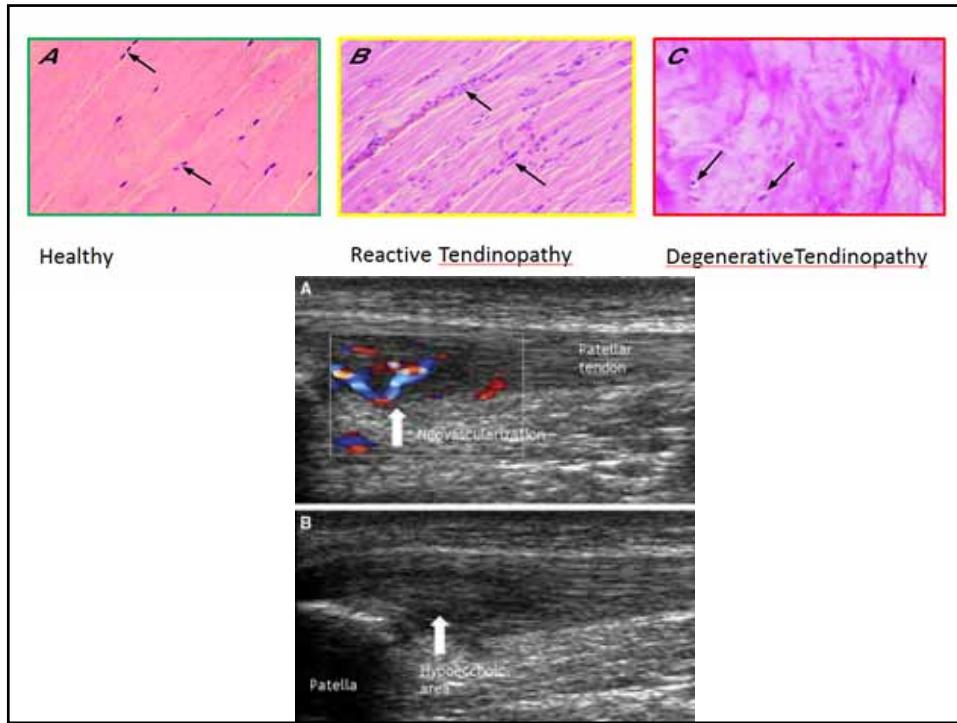 A
B
C
Healthy
Reactive Tendinopathy
DegenerativeTendinopathy
A
Patellar
tendon
Neovascularization
B
Hypoechoic
area
Patella